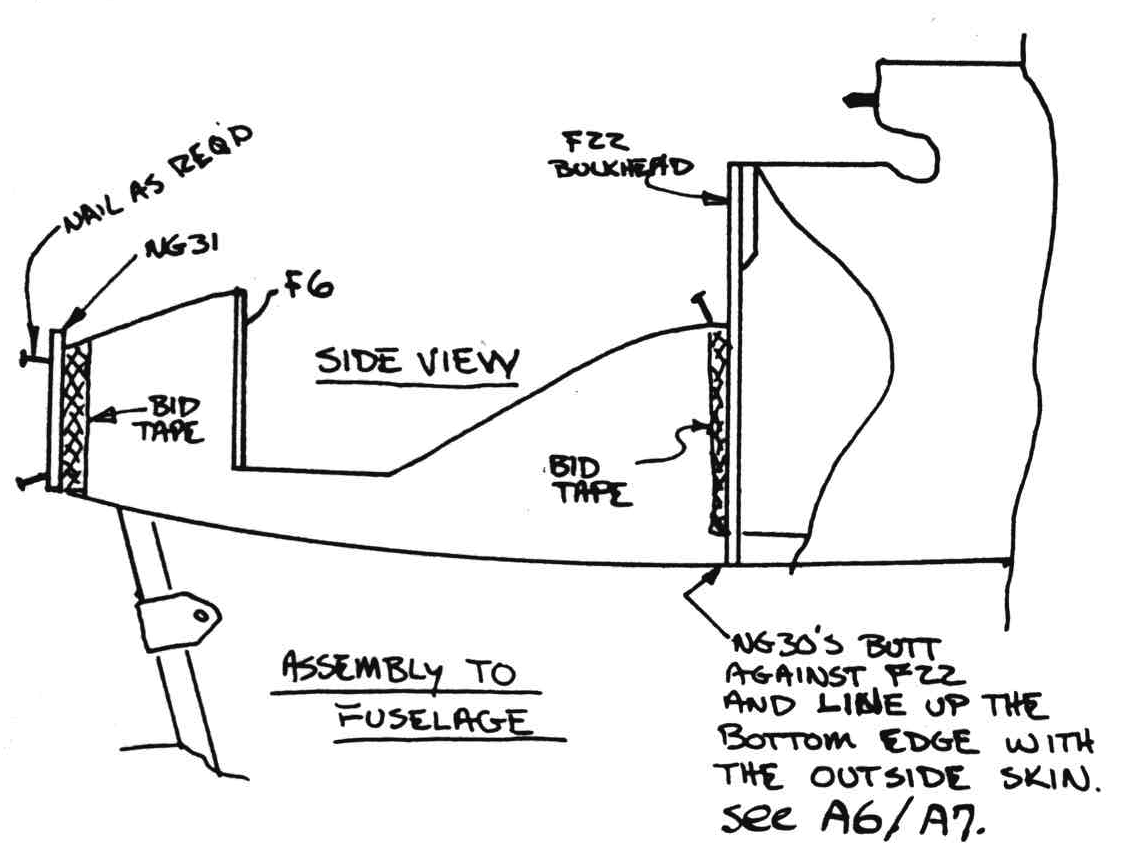 NAIL AS REQ'D
NG31
F6
F22
BULKHEAD
SIDE VIEW
BID
TAPE
BID
TAPE
ASSEMBLY TO
FUSELAGE
NG30'S BUTT
AGAINST F22
AND LINE UP THE
BOTTOM EDGE WITH
THE OUTSIDE SKIN.
See A6/A7.